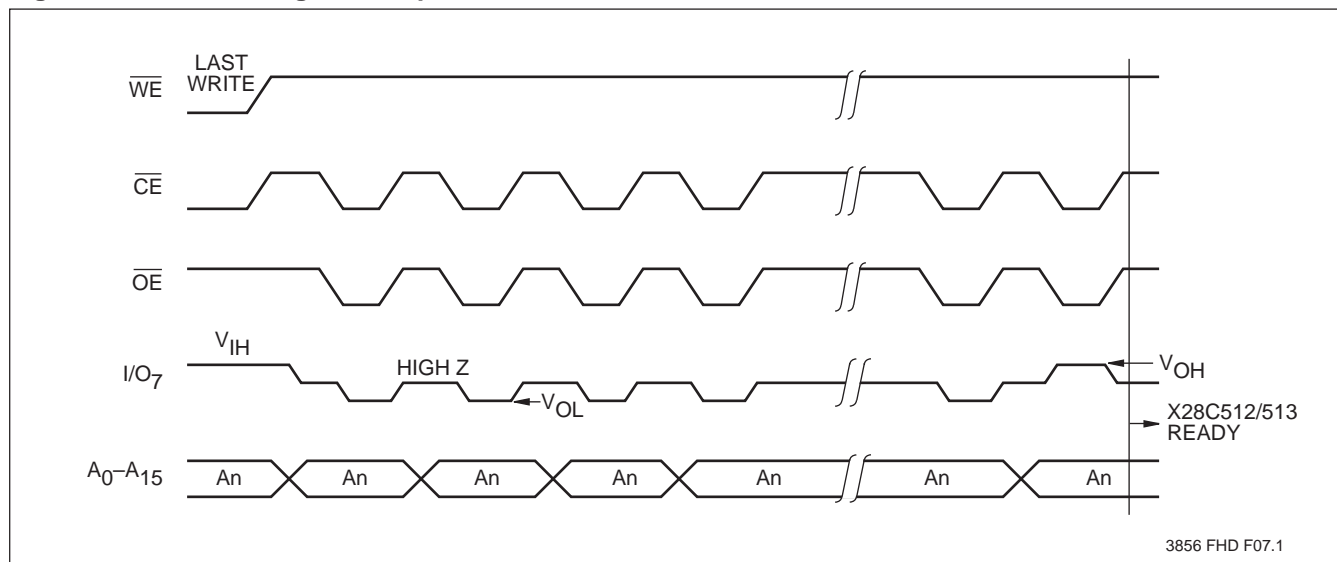 LAST
WRITE
WE
CE
OE
VIH
I/O7
HIGH Z
VOL
VOH
X28C512/513
READY
A0–A15
An An An An An An An
3856 FHD F07.1